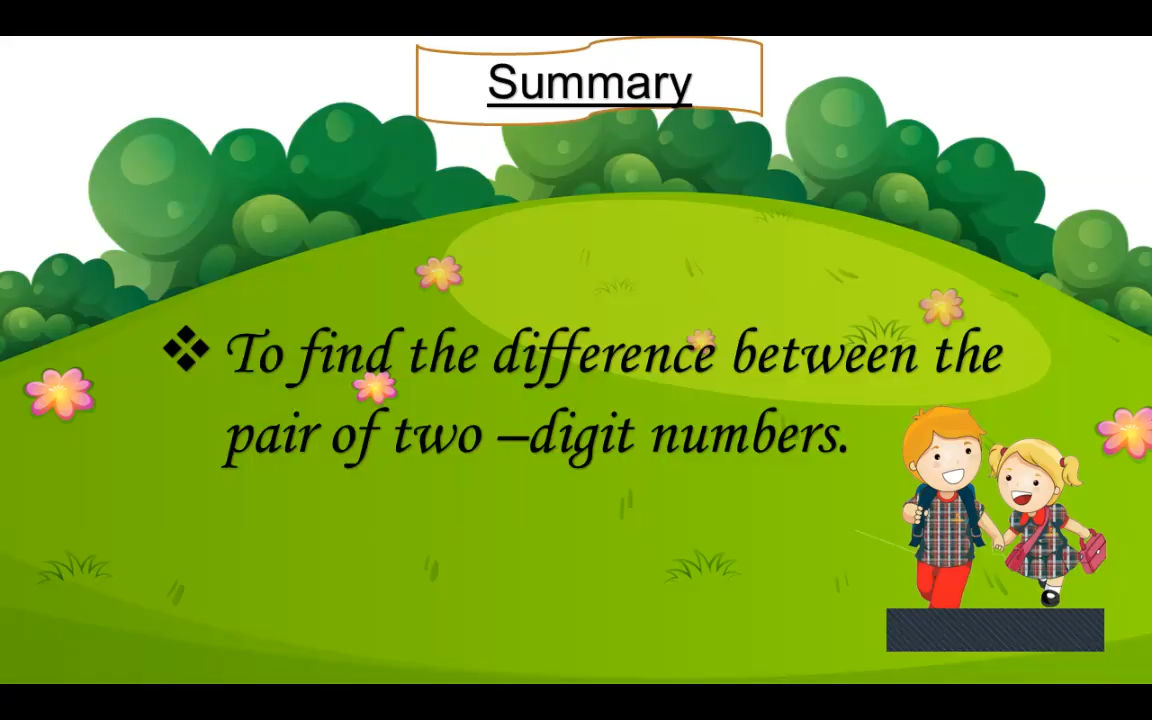 Summary
❖ To find the difference between the
pair of two –digit numbers.